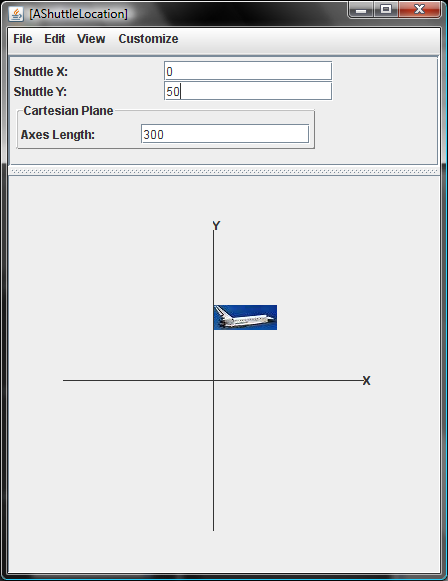 [AShuttleLocation]
File Edit View Customize
Shuttle X: 0
Shuttle Y: 50
Cartesian Plane
Axes Length: 300
Y
X